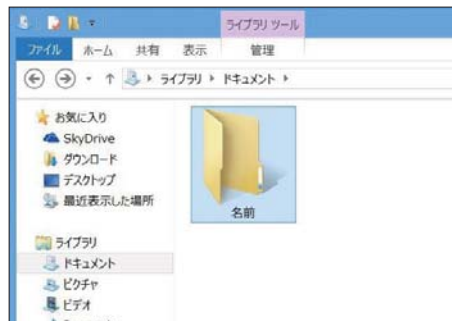 ライブラリ ツール
ファイル ホーム 共有 表示 管理
ライブラリ ドキュメント
お気に入り
SkyDrive
ダウンロード
デスクトップ
最近表示した場所
名前
ライブラリ
ドキュメント
ピクチャ
ビデオ